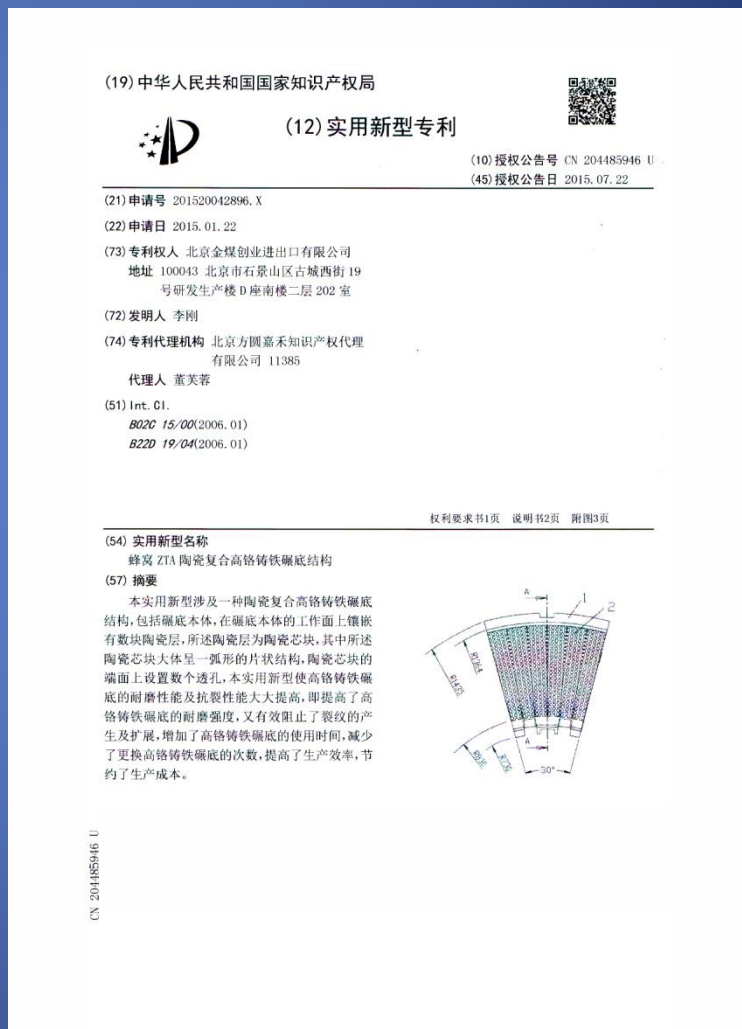 (19)中华人民共和国国家知识产权局
(12)实用新型专利
(10)授权公告号 CN 204485946 U
(45)授权公告日 2015.07.22
(21)申请号 201520042896.X
(22)申请日 2015.01.22
(73)专利权人 北京金煤创业进出口有限公司
地址 100043 北京市石景山区古城西街19
号研发生产楼D座南楼二层202室
(72)发明人 李刚
(74)专利代理机构 北京方圆嘉禾知识产权代理
有限公司 11385
代理人 董芙蓉
(51)Int.Cl.
B02C 15/00(2006.01)
B22D 19/04(2006.01)
权利要求书1页 说明书2页 附图3页
(54)实用新型名称
蜂窝ZTA陶瓷复合高铬铸铁碾底结构
(57)摘要
本实用新型涉及一种陶瓷复合高铬铸铁碾底
结构,包括碾底本体,在碾底本体的工作面上镶嵌
有数块陶瓷层,所述陶瓷层为陶瓷芯块,其中所述
陶瓷芯块大体呈一弧形的片状结构,陶瓷芯块的
端面上设置数个透孔,本实用新型使高铬铸铁碾
底的耐磨性能及抗裂性能大大提高,即提高了高
铬铸铁碾底的耐磨强度,又有效阻止了裂纹的产
生及扩展,增加了高铬铸铁碾底的使用时间,减少
了更换高铬铸铁碾底的次数,提高了生产效率,节
约了生产成本。
A
1
2
R1364
R1435
A
R830
R730
30°
CN 204485946 U